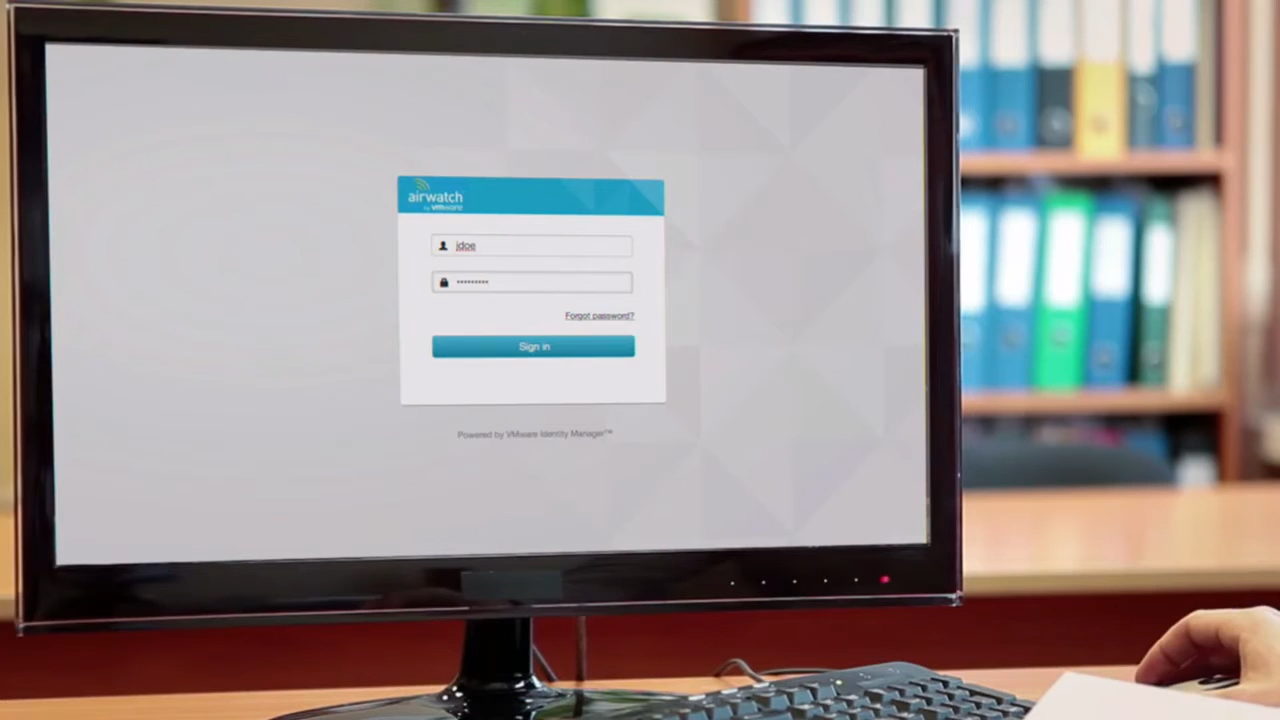 airwatch
by vmware
jdoe
•••••••••
Forgot password?
Sign in
Powered by VMware Identity Manager™